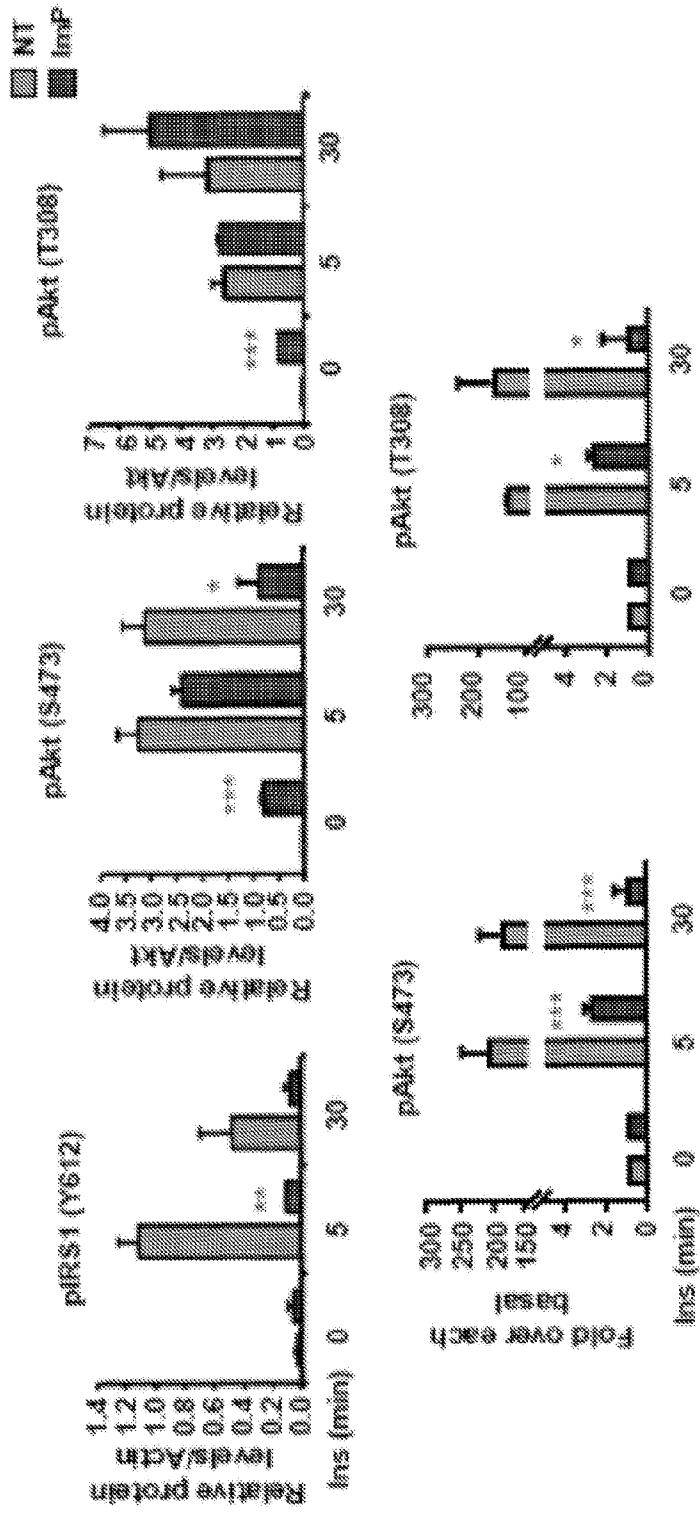 NT
ImP
pIRS1 (Y612)
Relative protein
levels/Actin
1.4
1.2
1.0
0.8
0.6
0.4
0.2
0.0
**
Ins (min) 0 5 30
pAkt (S473)
Relative protein
levels/Akt
4.0
3.5
3.0
2.5
2.0
1.5
1.0
0.5
0.0
*** *
0 5 30
pAkt (T308)
Relative protein
levels/Akt
7
6
5
4
3
2
1
0
***
0 5 30
pAkt (S473)
Fold over each
basal
300
250
200
150
4
2
0
*** ***
Ins (min) 0 5 30
pAkt (T308)
300
200
100
4
2
0
* *
0 5 30